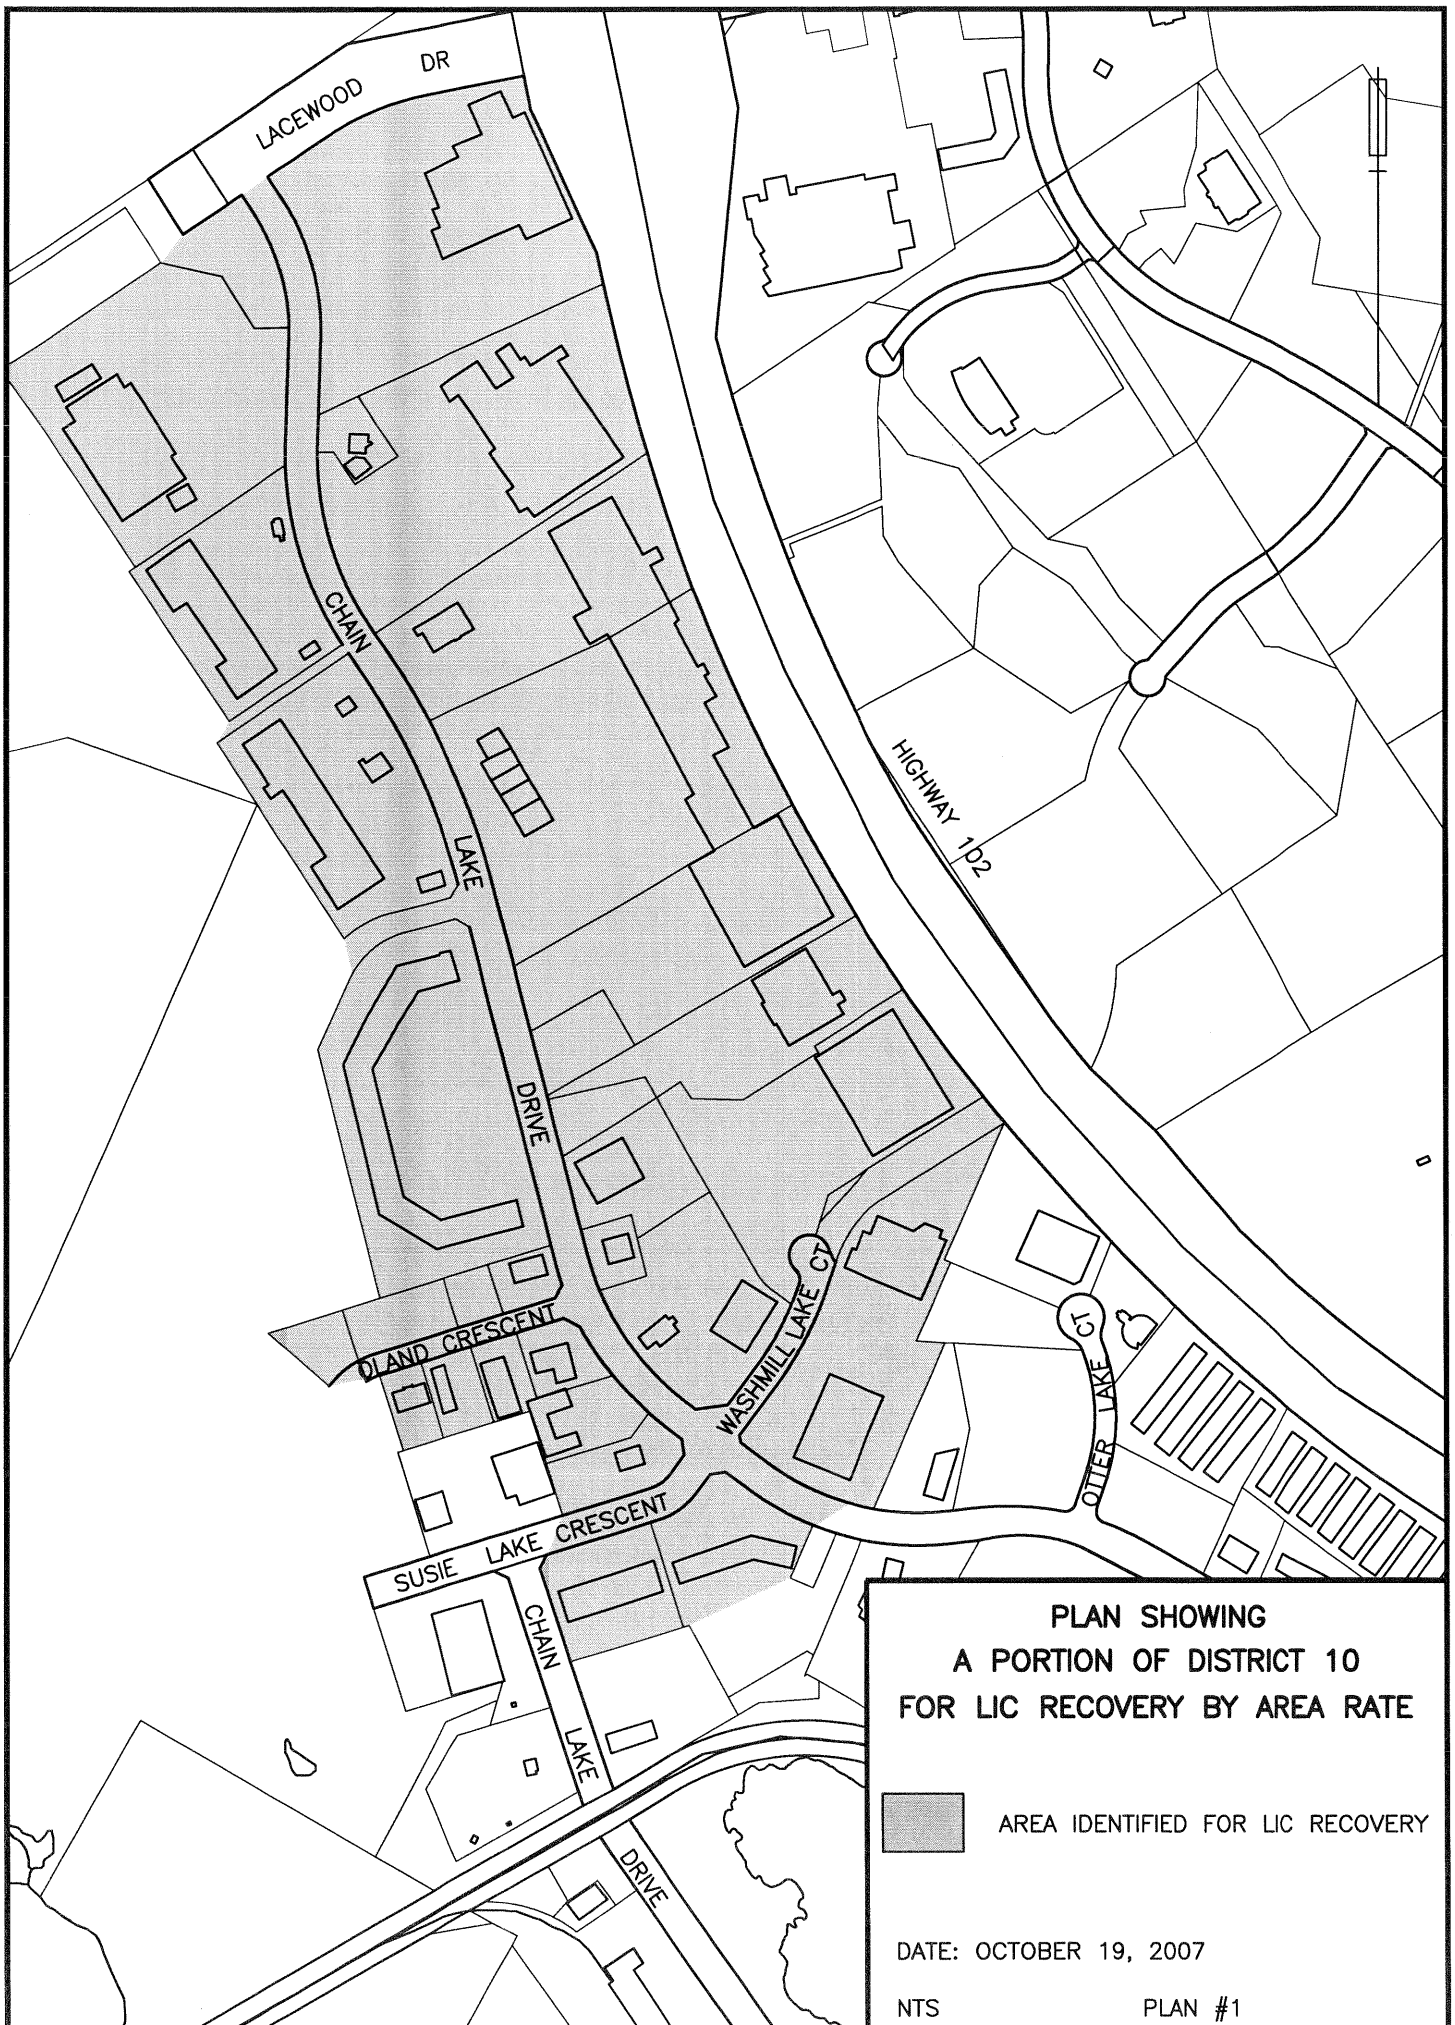 LACEWOOD DR
CHAIN
LAKE
DRIVE
HIGHWAY 102
OLAND CRESCENT
WASHMILL LAKE CT
OTTER LAKE CT
SUSIE LAKE CRESCENT
CHAIN
LAKE
DRIVE
PLAN SHOWING
A PORTION OF DISTRICT 10
FOR LIC RECOVERY BY AREA RATE
AREA IDENTIFIED FOR LIC RECOVERY
DATE: OCTOBER 19, 2007
NTS PLAN #1